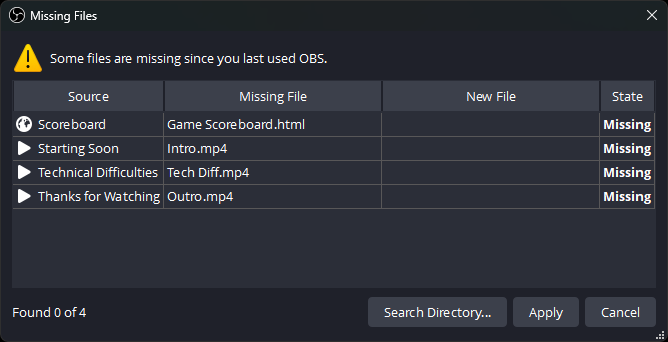 Missing Files
Some files are missing since you last used OBS.
Source Missing File New File State
Scoreboard Game Scoreboard.html Missing
Starting Soon Intro.mp4 Missing
Technical Difficulties Tech Diff.mp4 Missing
Thanks for Watching Outro.mp4 Missing
Found 0 of 4 Search Directory... Apply Cancel